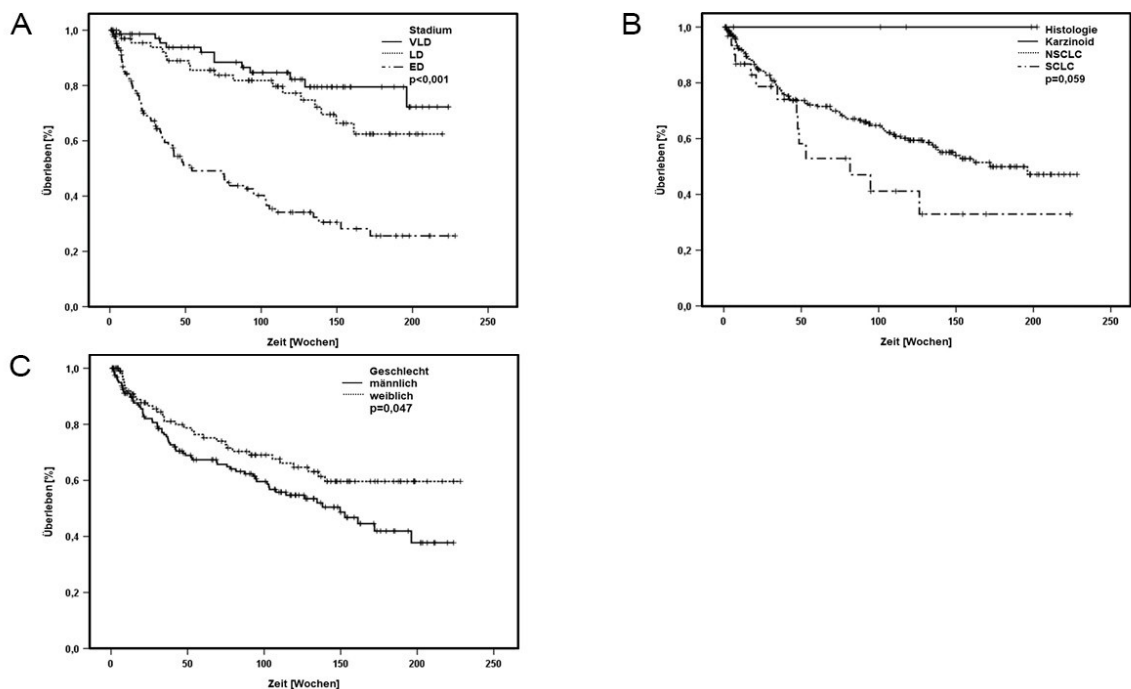 A
Überleben [%]
1,0
0,8
0,6
0,4
0,2
0,0
0
50
100
150
200
250
Zeit [Wochen]
Stadium
VLD
LD
ED
p<0,001
B
Überleben [%]
1,0
0,8
0,6
0,4
0,2
0,0
0
50
100
150
200
250
Zeit [Wochen]
Histologie
Karzinoid
NSCLC
SCLC
p=0,059
C
Überleben [%]
1,0
0,8
0,6
0,4
0,2
0,0
0
50
100
150
200
250
Zeit [Wochen]
Geschlecht
männlich
weiblich
p=0,047